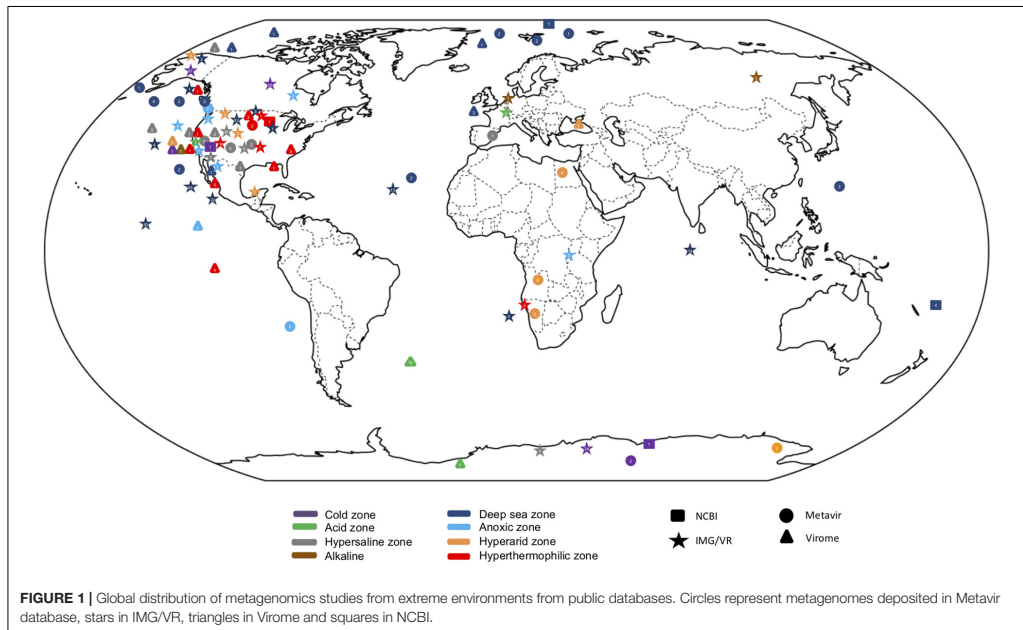 Cold zone
Acid zone
Hypersaline zone
Alkaline
Deep sea zone
Anoxic zone
Hyperarid zone
Hyperthermophilic zone
NCBI
IMG/VR
Metavir
Virome
FIGURE 1 | Global distribution of metagenomics studies from extreme environments from public databases. Circles represent metagenomes deposited in Metavir
database, stars in IMG/VR, triangles in Virome and squares in NCBI.